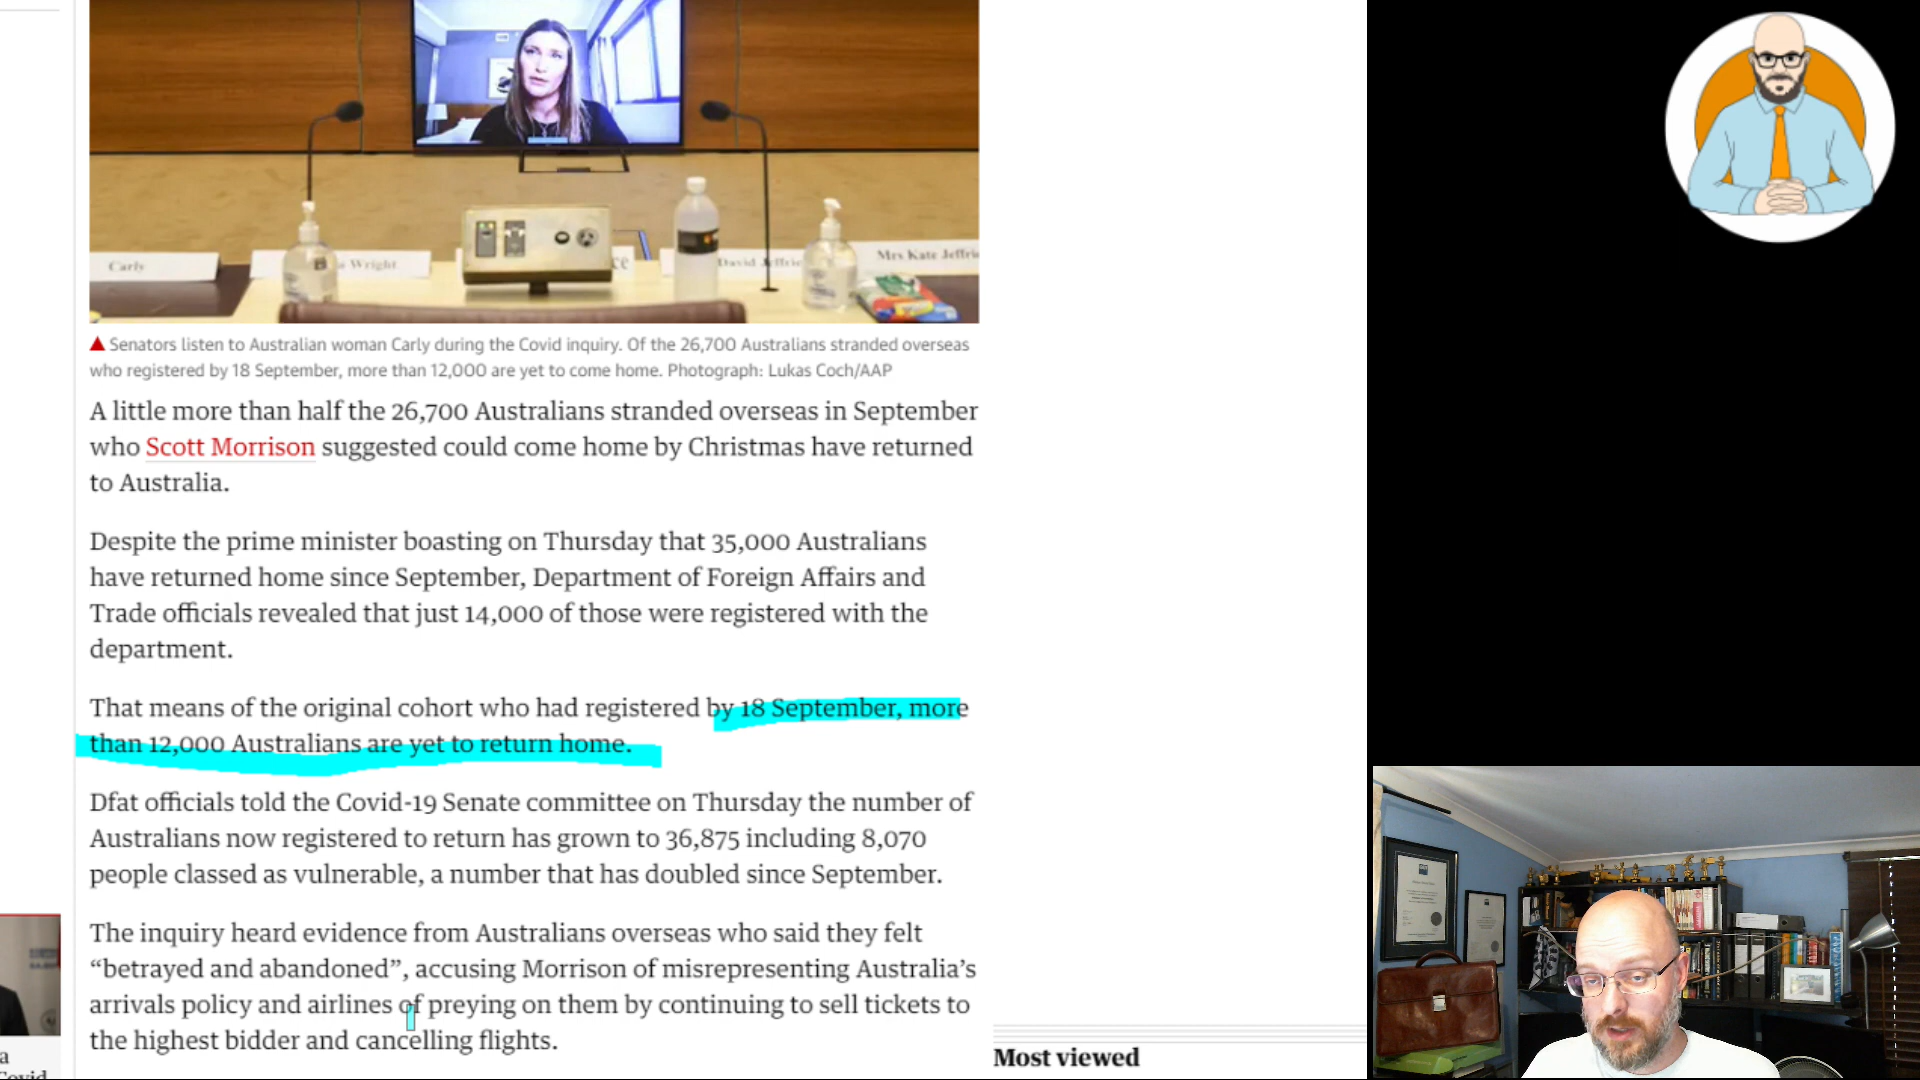 Carly
Wright
David Jeffrie
Mrs Kate Jeffrie
Senators listen to Australian woman Carly during the Covid inquiry. Of the 26,700 Australians stranded overseas
who registered by 18 September, more than 12,000 are yet to come home. Photograph: Lukas Coch/AAP
A little more than half the 26,700 Australians stranded overseas in September
who Scott Morrison suggested could come home by Christmas have returned
to Australia.
Despite the prime minister boasting on Thursday that 35,000 Australians
have returned home since September, Department of Foreign Affairs and
Trade officials revealed that just 14,000 of those were registered with the
department.
That means of the original cohort who had registered by 18 September, more
than 12,000 Australians are yet to return home.
Dfat officials told the Covid-19 Senate committee on Thursday the number of
Australians now registered to return has grown to 36,875 including 8,070
people classed as vulnerable, a number that has doubled since September.
The inquiry heard evidence from Australians overseas who said they felt
“betrayed and abandoned”, accusing Morrison of misrepresenting Australia’s
arrivals policy and airlines of preying on them by continuing to sell tickets to
the highest bidder and cancelling flights.
Most viewed
a
Covid